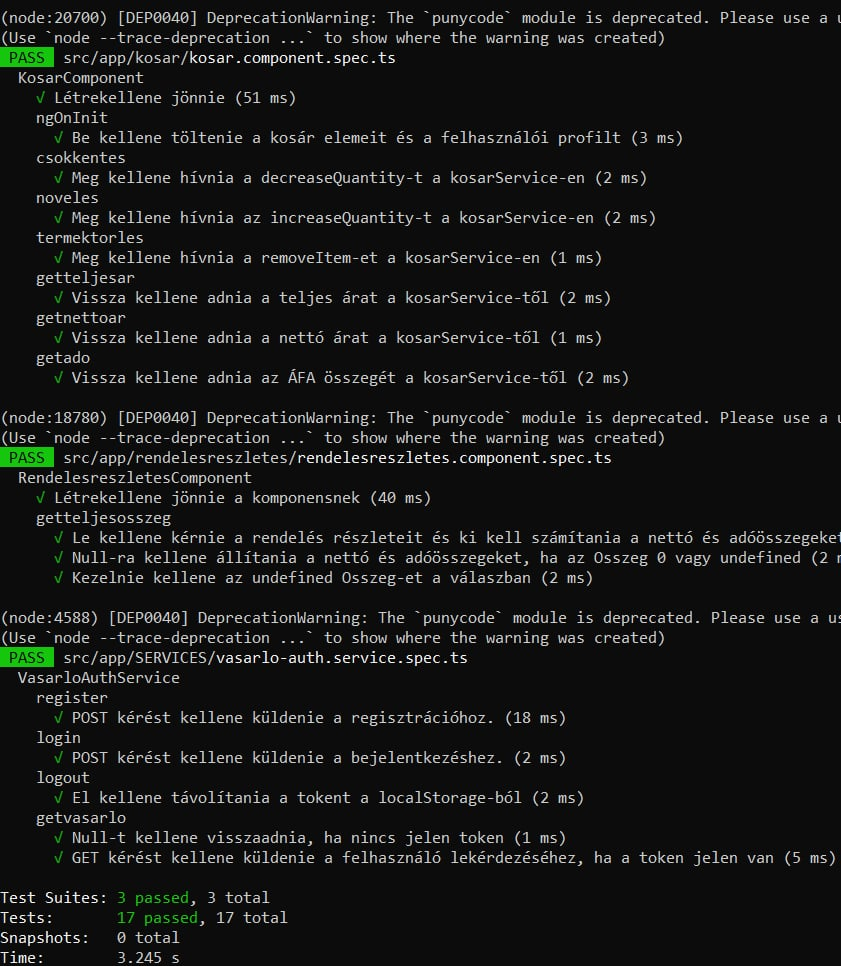 (node:20700) [DEP0040] DeprecationWarning: The `punycode` module is deprecated. Please use a
(Use `node --trace-deprecation ...` to show where the warning was created)
PASS src/app/kosar/kosar.component.spec.ts
KosarComponent
√ Létrekellene jönnie (51 ms)
ngOnInit
√ Be kellene töltenie a kosár elemeit és a felhasználói profilt (3 ms)
csokkentes
√ Meg kellene hívnia a decreaseQuantity-t a kosarService-en (2 ms)
noveles
√ Meg kellene hívnia az increaseQuantity-t a kosarService-en (2 ms)
termektorles
√ Meg kellene hívnia a removeItem-et a kosarService-en (1 ms)
getteljesar
√ Vissza kellene adnia a teljes árat a kosarService-től (2 ms)
getnettoar
√ Vissza kellene adnia a nettó árat a kosarService-től (1 ms)
getado
√ Vissza kellene adnia az ÁFA összegét a kosarService-től (2 ms)
(node:18780) [DEP0040] DeprecationWarning: The `punycode` module is deprecated. Please use a
(Use `node --trace-deprecation ...` to show where the warning was created)
PASS src/app/rendelesreszletes/rendelesreszletes.component.spec.ts
RendelesreszletesComponent
√ Létrekellene jönnie a komponensnek (40 ms)
getteljesosszeg
√ Le kellene kérnie a rendelés részleteit és ki kell számítania a nettó és adóösszegeket
√ Null-ra kellene állítania a nettó és adóösszegeket, ha az Osszeg 0 vagy undefined (2
√ Kezelnie kellene az undefined Osszeg-et a válaszban (2 ms)
(node:4588) [DEP0040] DeprecationWarning: The `punycode` module is deprecated. Please use a us
(Use `node --trace-deprecation ...` to show where the warning was created)
PASS src/app/SERVICES/vasarlo-auth.service.spec.ts
VasarloAuthService
register
√ POST kérést kellene küldenie a regisztrációhoz. (18 ms)
login
√ POST kérést kellene küldenie a bejelentkezéshez. (2 ms)
logout
√ El kellene távolítania a tokent a localStorage-ból (2 ms)
getvasarlo
√ Null-t kellene visszaadnia, ha nincs jelen token (1 ms)
√ GET kérést kellene küldenie a felhasználó lekérdezéséhez, ha a token jelen van (5 ms)
Test Suites: 3 passed, 3 total
Tests: 17 passed, 17 total
Snapshots: 0 total
Time: 3.245 s